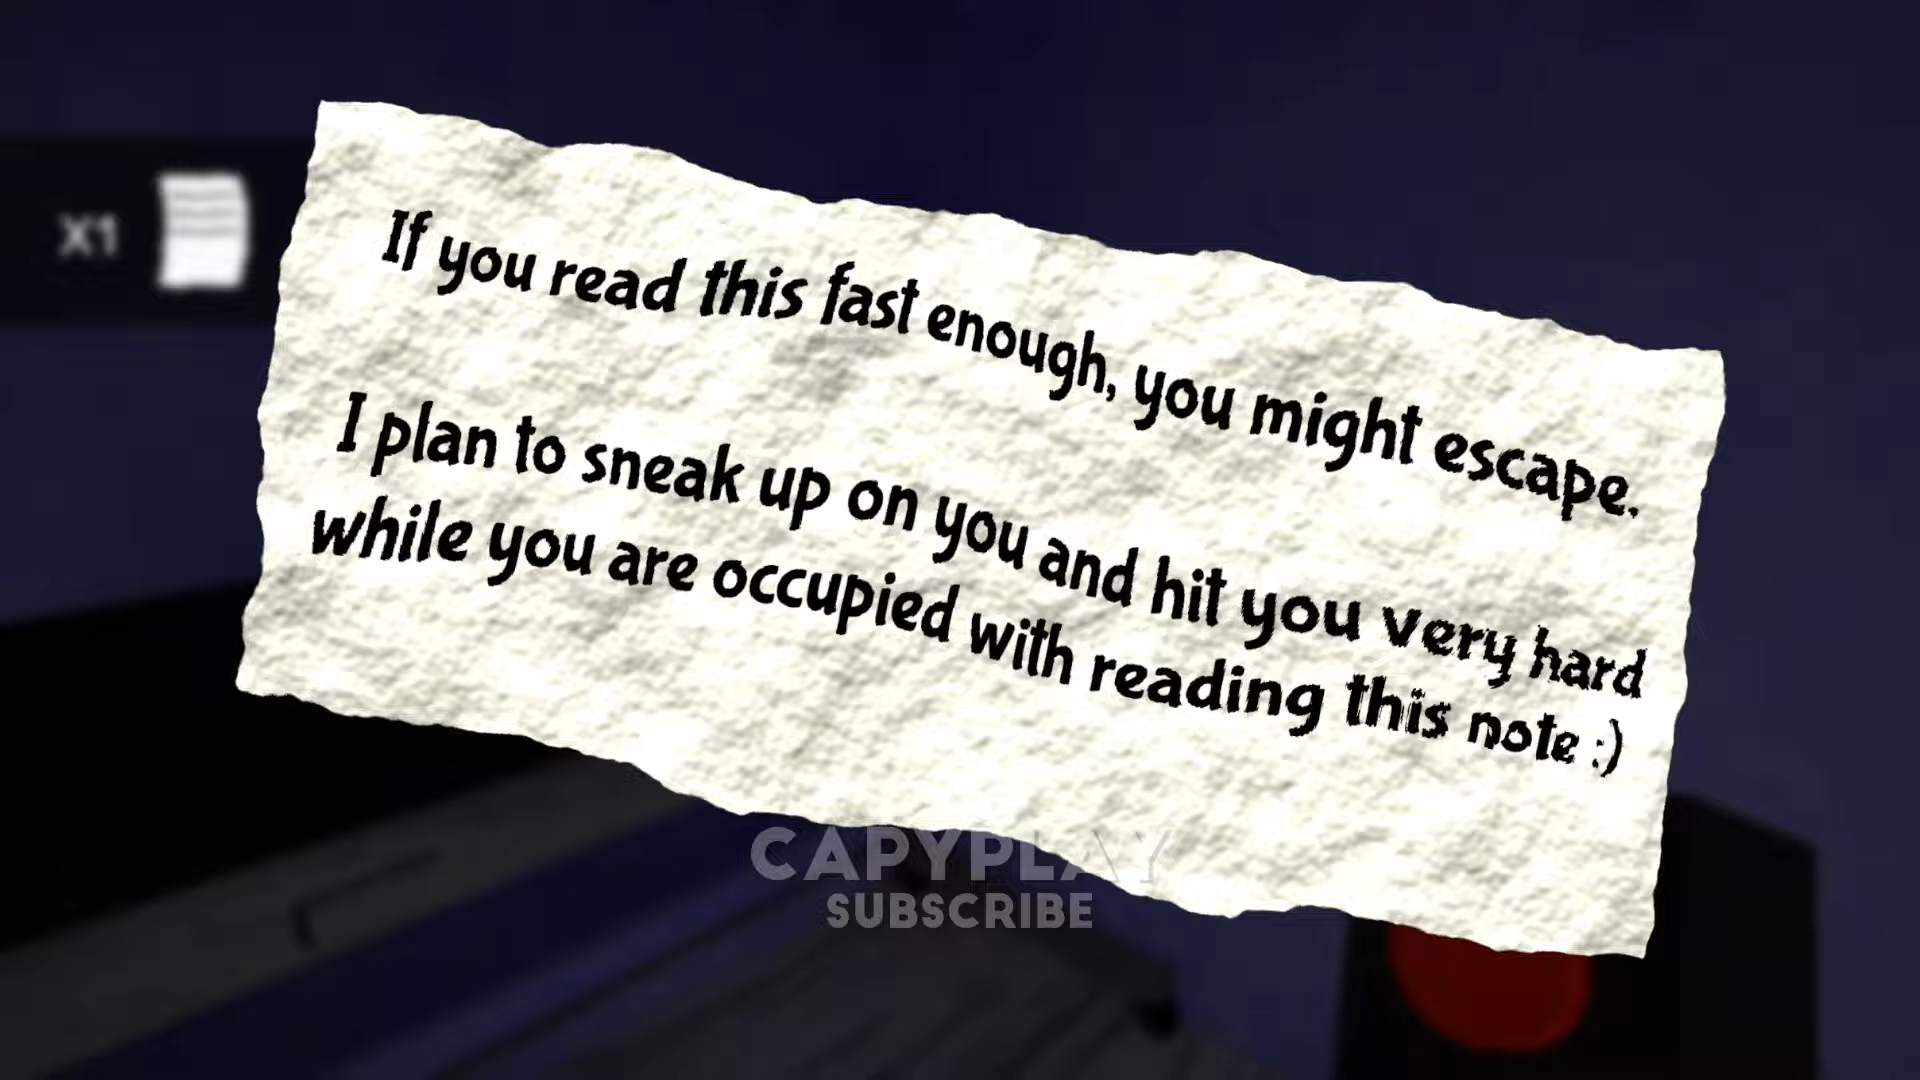 X1
If you read this fast enough, you might escape.
I plan to sneak up on you and hit you very hard
while you are occupied with reading this note :)
CAPYPLAY
SUBSCRIBE